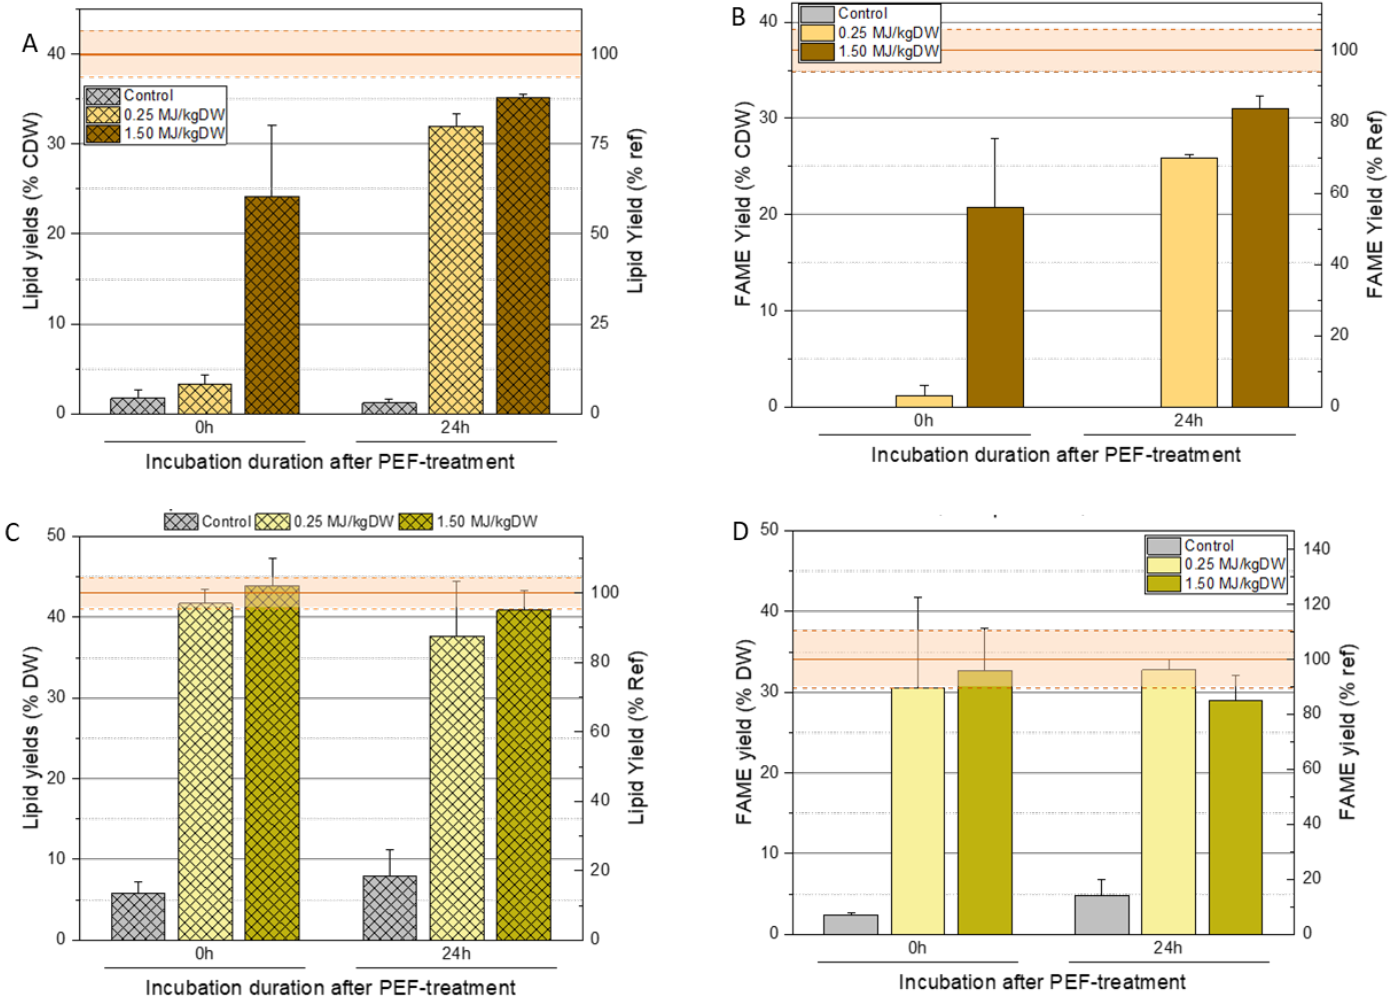 A
Lipid yields (% CDW)
40
30
20
10
0
Control
0.25 MJ/kgDW
1.50 MJ/kgDW
100
75
50
25
0
Lipid Yield (% ref)
0h
24h
Incubation duration after PEF-treatment
B
FAME Yield (% CDW)
40
30
20
10
0
Control
0.25 MJ/kgDW
1.50 MJ/kgDW
100
80
60
40
20
0
FAME Yield (% Ref)
0h
24h
Incubation duration after PEF-treatment
C
Control 0.25 MJ/kgDW 1.50 MJ/kgDW
Lipid yields (% DW)
50
40
30
20
10
0
100
80
60
40
20
0
Lipid Yield (% Ref)
0h
24h
Incubation duration after PEF-treatment
D
FAME yield (% DW)
50
40
30
20
10
0
Control
0.25 MJ/kgDW
1.50 MJ/kgDW
140
120
100
80
60
40
20
0
FAME yield (% ref)
0h
24h
Incubation after PEF-treatment